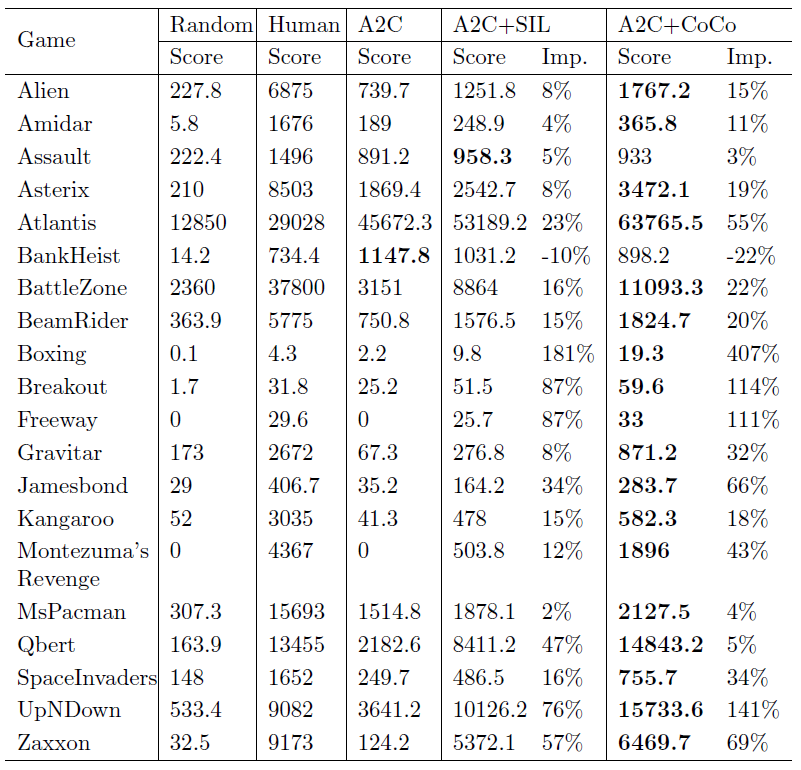 Game Random Human A2C A2C+SIL A2C+CoCo
Score Score Score Score Imp. Score Imp.
Alien 227.8 6875 739.7 1251.8 8% 1767.2 15%
Amidar 5.8 1676 189 248.9 4% 365.8 11%
Assault 222.4 1496 891.2 958.3 5% 933 3%
Asterix 210 8503 1869.4 2542.7 8% 3472.1 19%
Atlantis 12850 29028 45672.3 53189.2 23% 63765.5 55%
BankHeist 14.2 734.4 1147.8 1031.2 -10% 898.2 -22%
BattleZone 2360 37800 3151 8864 16% 11093.3 22%
BeamRider 363.9 5775 750.8 1576.5 15% 1824.7 20%
Boxing 0.1 4.3 2.2 9.8 181% 19.3 407%
Breakout 1.7 31.8 25.2 51.5 87% 59.6 114%
Freeway 0 29.6 0 25.7 87% 33 111%
Gravitar 173 2672 67.3 276.8 8% 871.2 32%
Jamesbond 29 406.7 35.2 164.2 34% 283.7 66%
Kangaroo 52 3035 41.3 478 15% 582.3 18%
Montezuma's 0 4367 0 503.8 12% 1896 43%
Revenge
MsPacman 307.3 15693 1514.8 1878.1 2% 2127.5 4%
Qbert 163.9 13455 2182.6 8411.2 47% 14843.2 5%
SpaceInvaders 148 1652 249.7 486.5 16% 755.7 34%
UpNDown 533.4 9082 3641.2 10126.2 76% 15733.6 141%
Zaxxon 32.5 9173 124.2 5372.1 57% 6469.7 69%